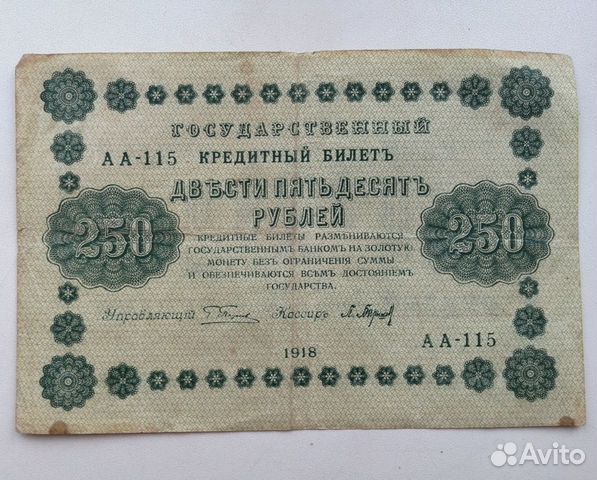 ГОСУДАРСТВЕННЫЙ
АА-115 КРЕДИТНЫЙ БИЛЕТЪ
ДВѢСТИ ПЯТЬДЕСЯТЪ
РУБЛЕЙ
250
250
КРЕДИТНЫЕ БИЛЕТЫ РАЗМѢНИВАЮТСЯ
ГОСУДАРСТВЕННЫМЪ БАНКОМЪ НА ЗОЛОТУЮ
МОНЕТУ БЕЗЪ ОГРАНИЧЕНІЯ СУММЫ
И ОБЕЗПЕЧИВАЮТСЯ ВСѢМЪ ДОСТОЯНІЕМЪ
ГОСУДАРСТВА.
Управляющій
Кассиръ
АА-115
1918
Avito